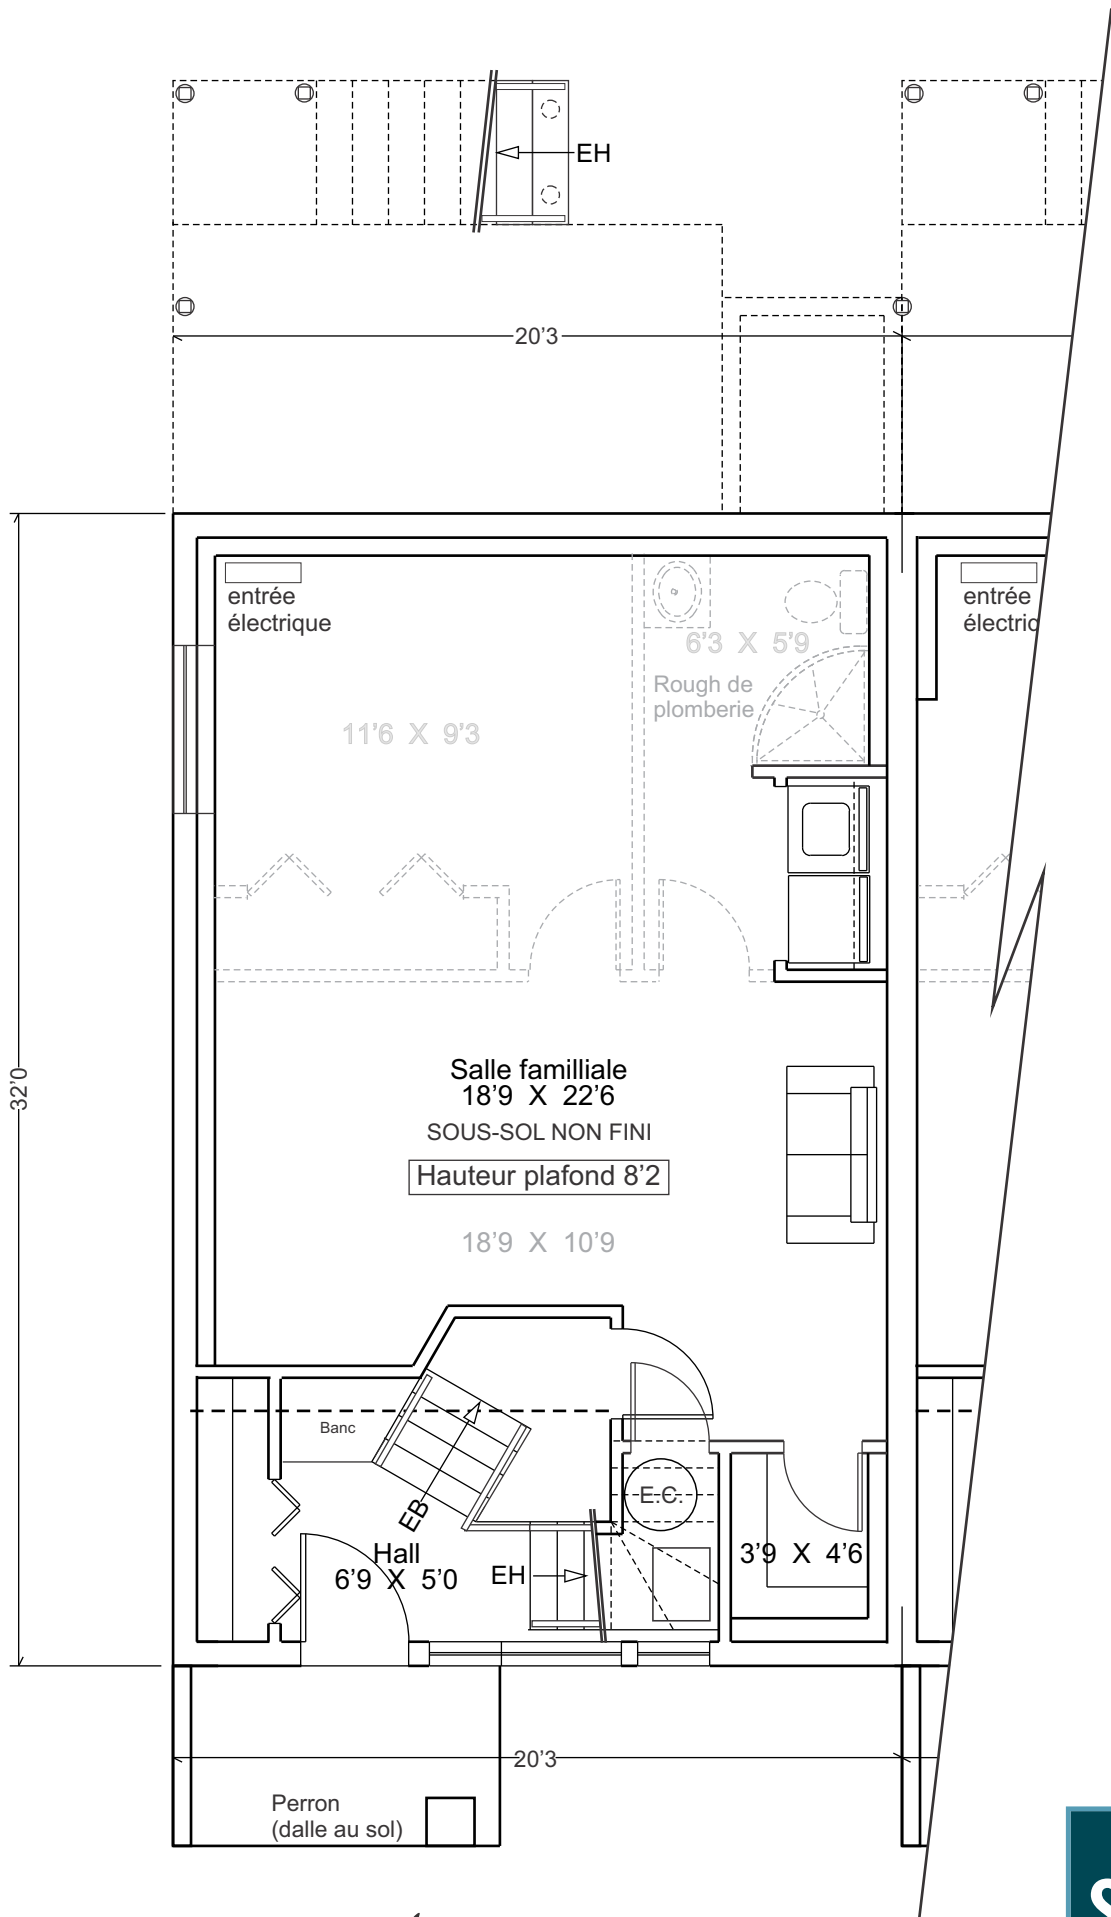 EH
20'3
entrée
électrique
entrée
6'3 X 5'9
Rough de
plomberie
11'6 X 9'3
32'0
Salle familliale
18'9 X 22'6
SOUS-SOL NON FINI
Hauteur plafond 8'2
18'9 X 10'9
Banc
EB
E.C.
Hall
6'9 X 5'0
EH
3'9 X 4'6
20'3
Perron
(dalle au sol)